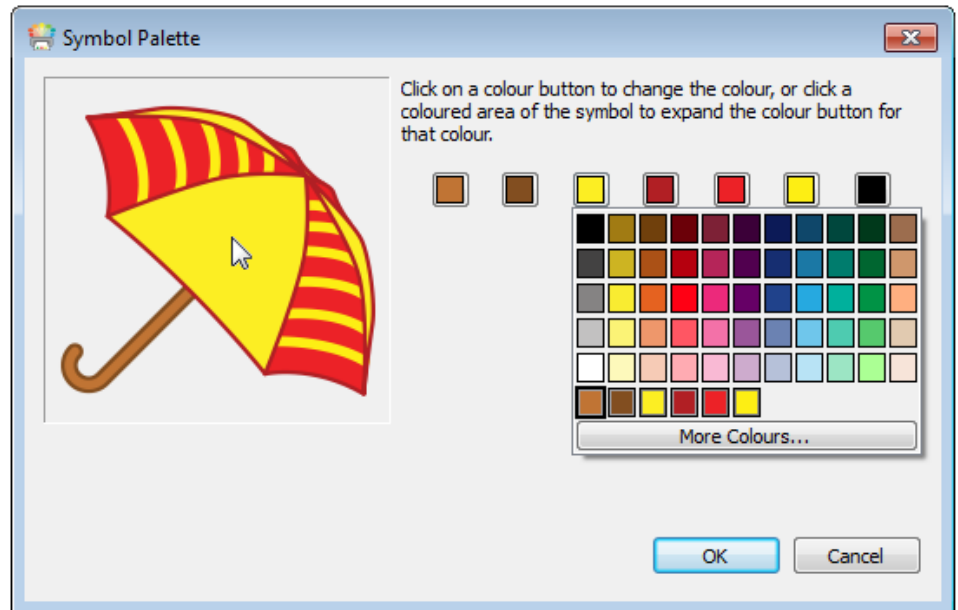 Symbol Palette
Click on a colour button to change the colour, or click a
coloured area of the symbol to expand the colour button for
that colour.
More Colours...
OK
Cancel